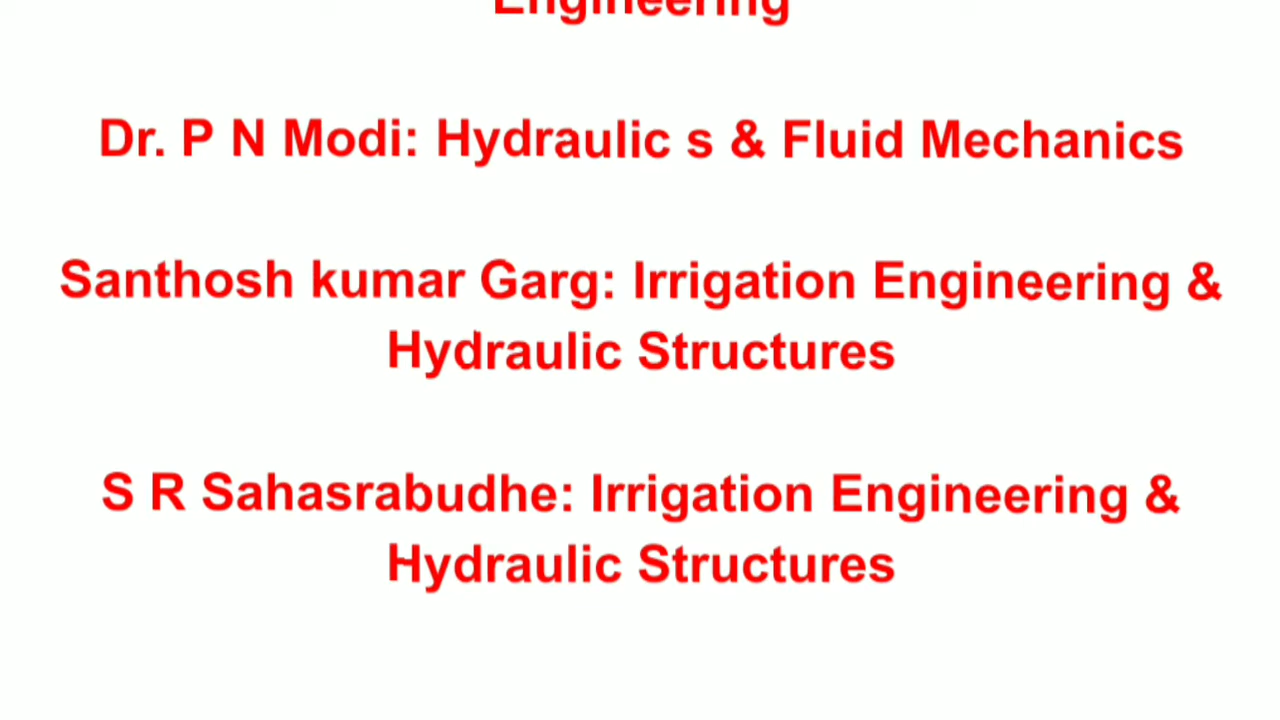 Engineering
Dr. P N Modi: Hydraulic s & Fluid Mechanics
Santhosh kumar Garg: Irrigation Engineering &
Hydraulic Structures
S R Sahasrabudhe: Irrigation Engineering &
Hydraulic Structures